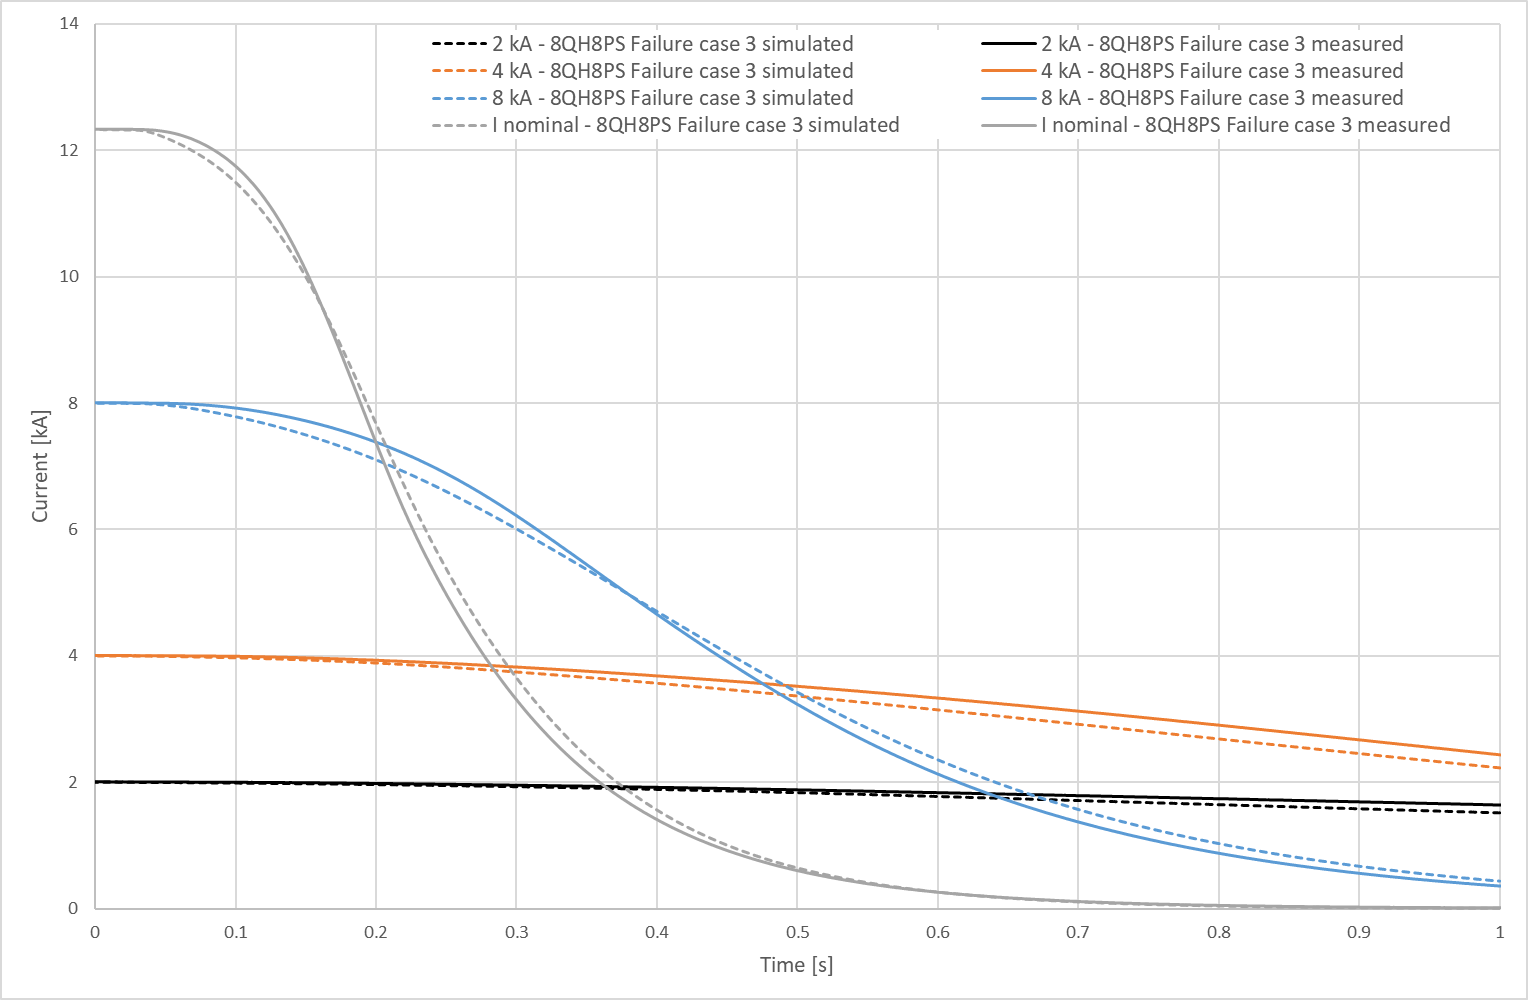 14
2 kA - 8QH8PS Failure case 3 simulated 2 kA - 8QH8PS Failure case 3 measured
4 kA - 8QH8PS Failure case 3 simulated 4 kA - 8QH8PS Failure case 3 measured
8 kA - 8QH8PS Failure case 3 simulated 8 kA - 8QH8PS Failure case 3 measured
I nominal - 8QH8PS Failure case 3 simulated I nominal - 8QH8PS Failure case 3 measured
12
10
8
Current [kA]
6
4
2
0
0 0.1 0.2 0.3 0.4 0.5 0.6 0.7 0.8 0.9 1
Time [s]